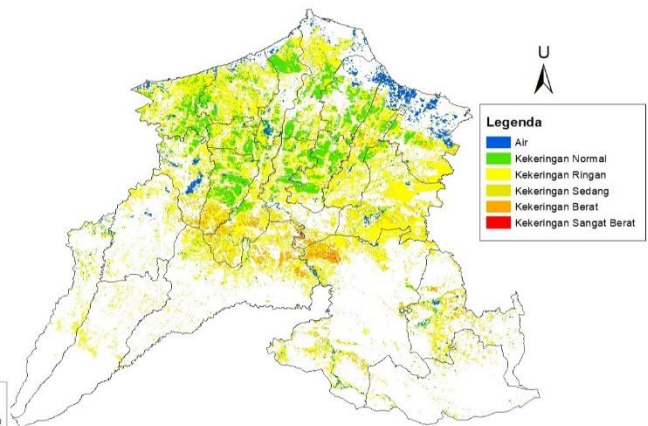 U
Legenda
Air
Kekeringan Normal
Kekeringan Ringan
Kekeringan Sedang
Kekeringan Berat
Kekeringan Sangat Berat